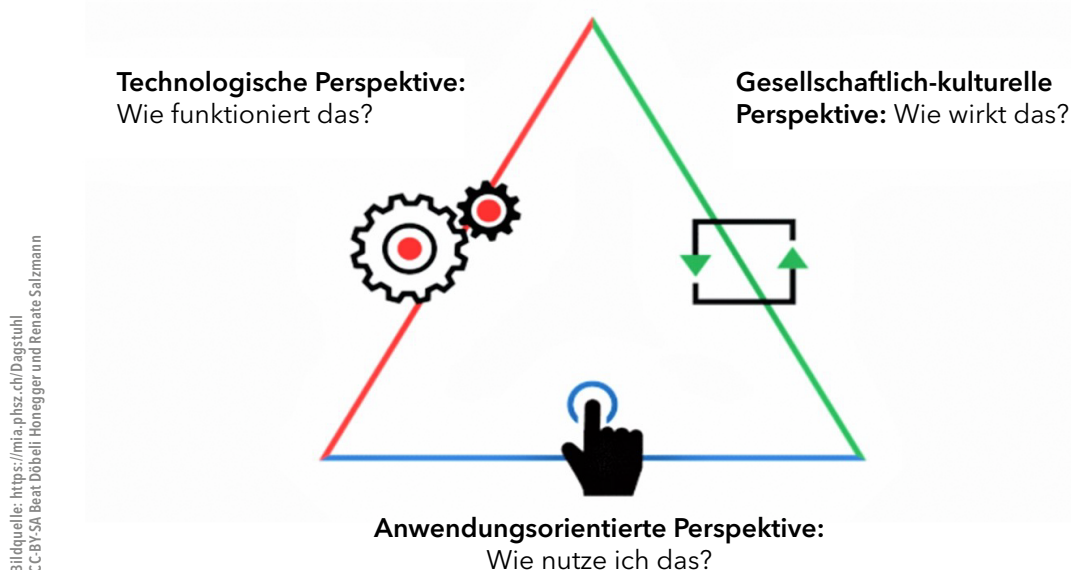 Technologische Perspektive:
Wie funktioniert das?
Gesellschaftlich-kulturelle
Perspektive: Wie wirkt das?
Anwendungsorientierte Perspektive:
Wie nutze ich das?
Bildquelle: https://mia.phsz.ch/Dagstuhl
CC-BY-SA Beat Döbeli Honegger und Renate Salzmann